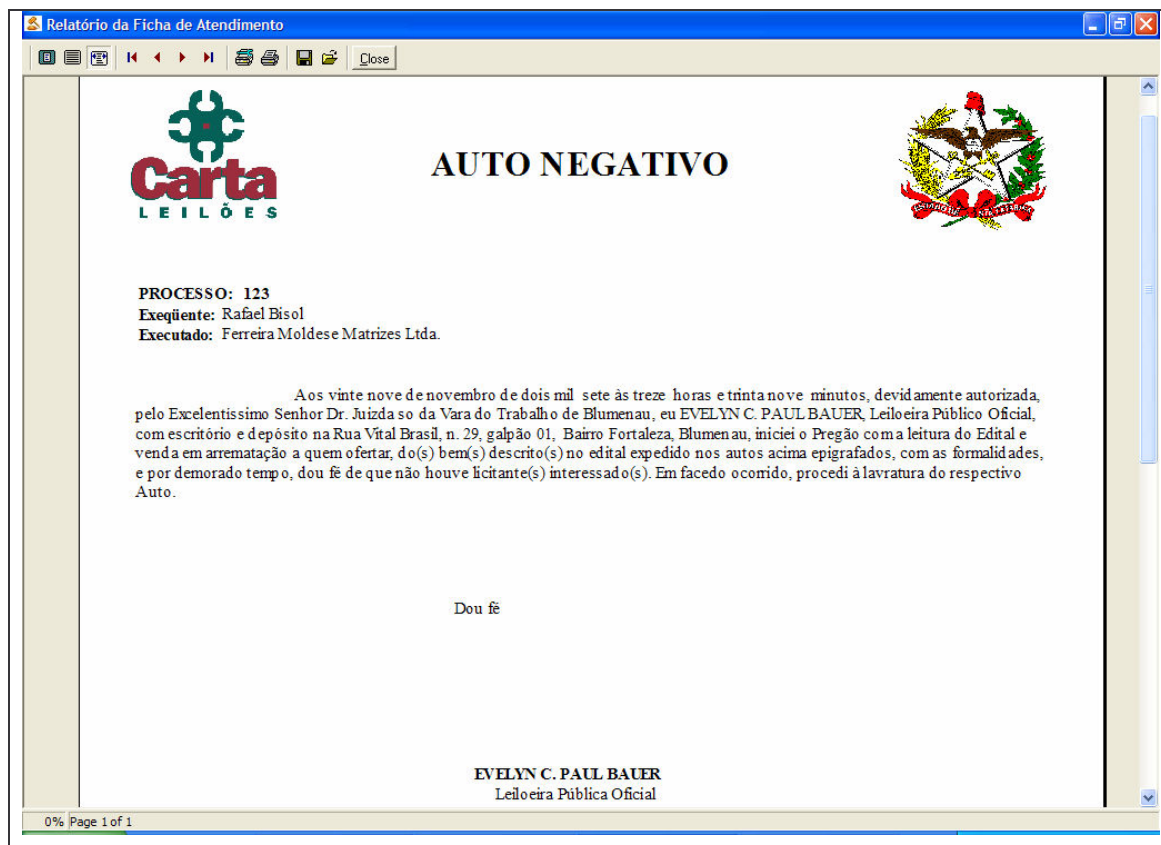 Relatório da Ficha de Atendimento
Close
Carta
LEILÕES
AUTO NEGATIVO
PROCESSO: 123
Exeqüente: Rafael Bisol
Executado: Ferreira Moldese Matrizes Ltda.
Aos vinte nove de novembro de dois mil sete às treze horas e trinta nove minutos, devidamente autorizada,
pelo Excelentissimo Senhor Dr. Juizda so da Vara do Trabalho de Blumenau, eu EVELYN C. PAUL BAUER, Leiloeira Público Oficial,
com escritório e depósito na Rua Vital Brasil, n. 29, galpão 01, Bairro Fortaleza, Blumenau, iniciei o Pregão com a leitura do Edital e
venda em arrematação a quem ofertar, do(s) bem(s) descrito(s) no edital expedido nos autos acima epigrafados, com as formalidades,
e por demorado tempo, dou fé de que não houve licitante(s) interessado(s). Em facedo ocorrido, procedi à lavratura do respectivo
Auto.
Dou fé
EVELYN C. PAUL BAUER
Leiloeira Pública Oficial
0% Page 1 of 1